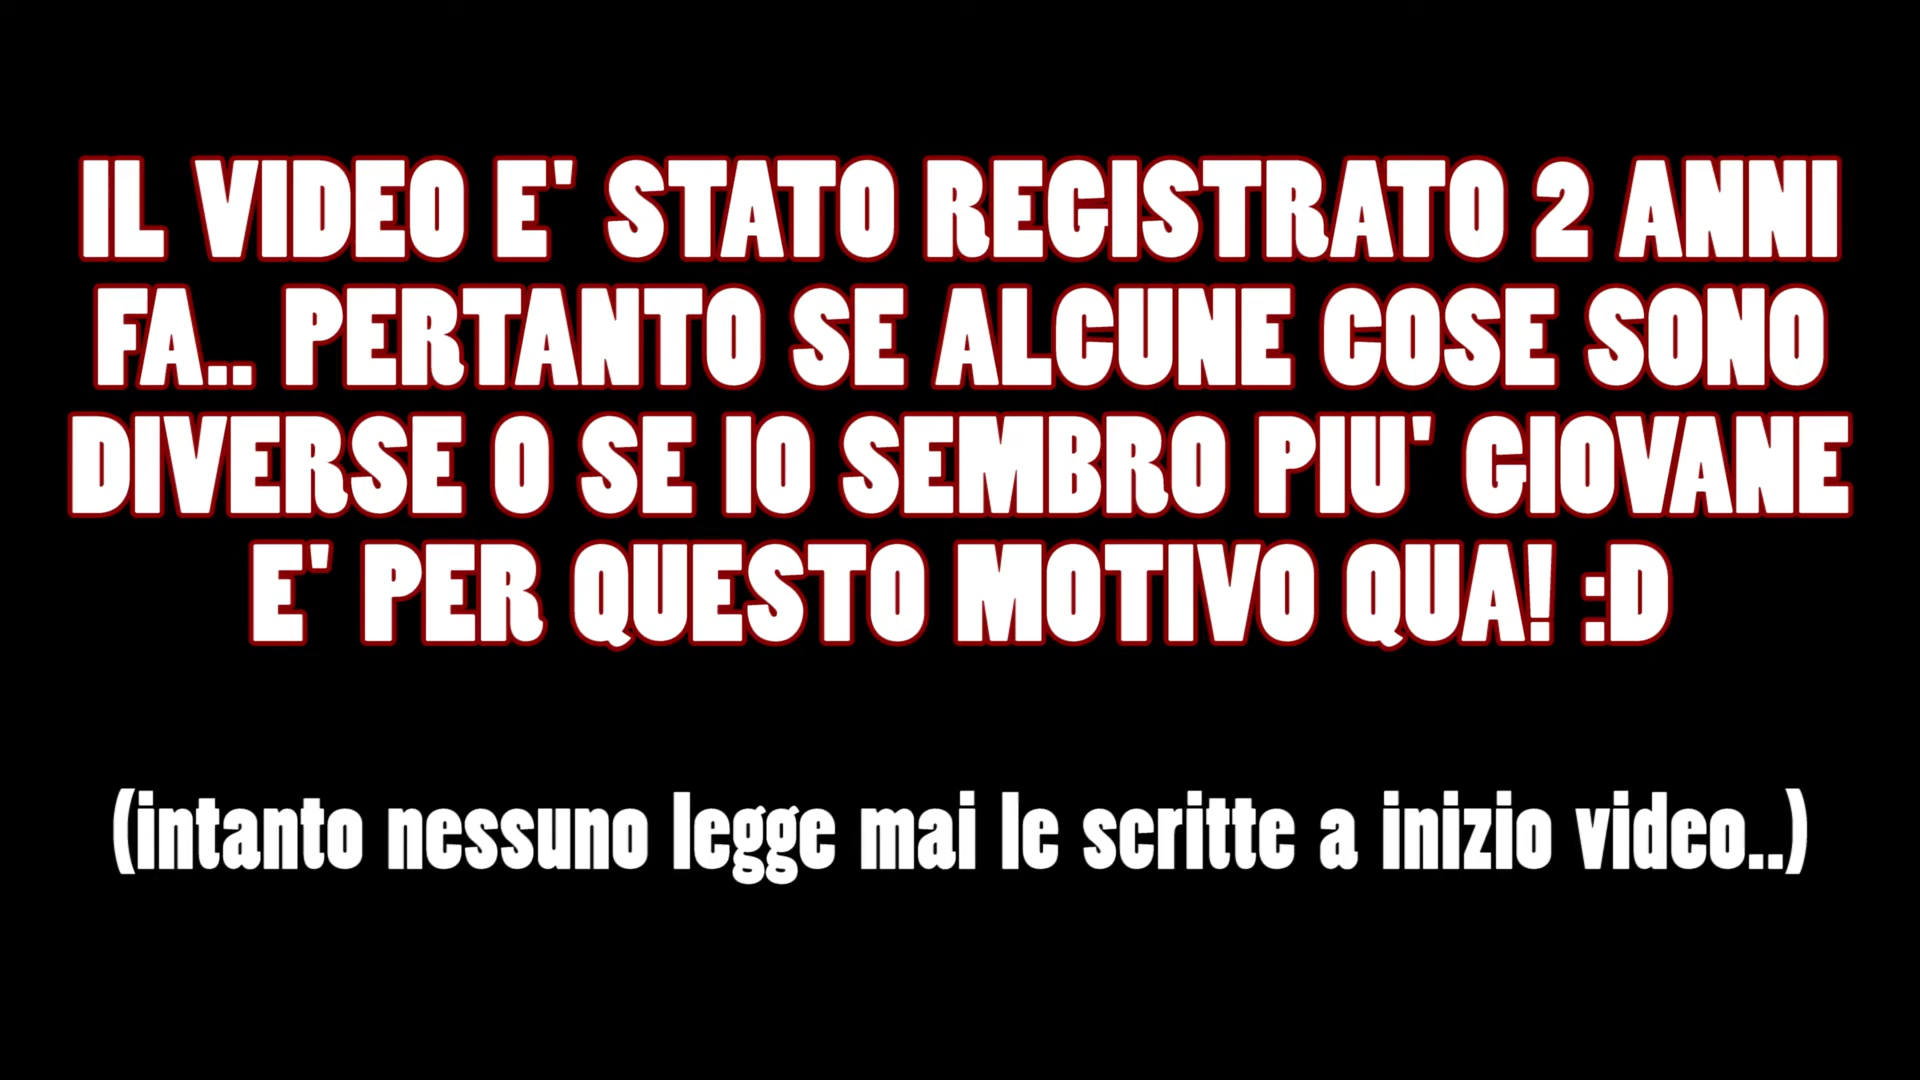 IL VIDEO E' STATO REGISTRATO 2 ANNI
FA.. PERTANTO SE ALCUNE COSE SONO
DIVERSE O SE IO SEMBRO PIU' GIOVANE
E' PER QUESTO MOTIVO QUA! :D
(intanto nessuno legge mai le scritte a inizio video..)